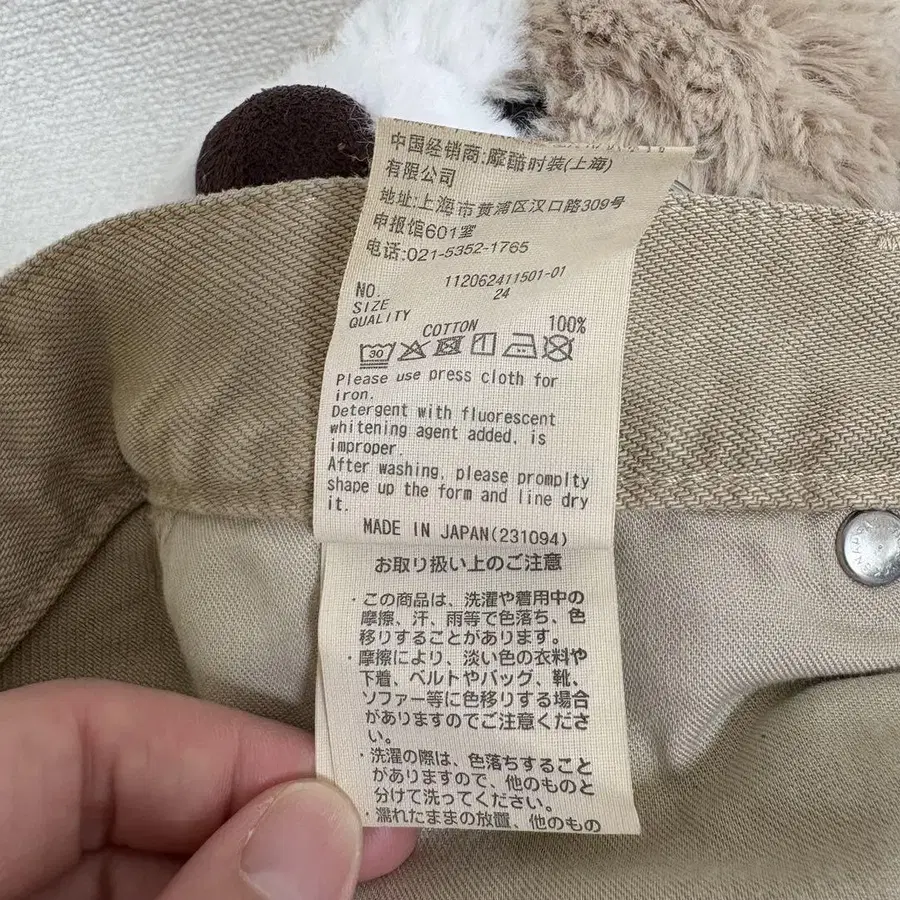 中国经销商:摩酷时装(上海)
有限公司
地址:上海市黄浦区汉口路309号
申报馆601室
电话:021-5352-1765
NO. 112062411501-01
SIZE 24
QUALITY
COTTON 100%
30
Please use press cloth for
iron.
Detergent with fluorescent
whitening agent added, is
improper.
After washing, please promplty
shape up the form and line dry
it.
MADE IN JAPAN(231094)
お取り扱い上のご注意
・この商品は、洗濯や着用中の
摩擦、汗、雨等で色落ち、色
移りすることがあります。
・摩擦により、淡い色の衣料や
下着、ベルトやバッグ、靴、
ソファー等に色移りする場合
がありますのでご注意くださ
い。
・洗濯の際は、色落ちすること
がありますので、他のものと
分けて洗ってください。
・濡れたままの放置、他のもの